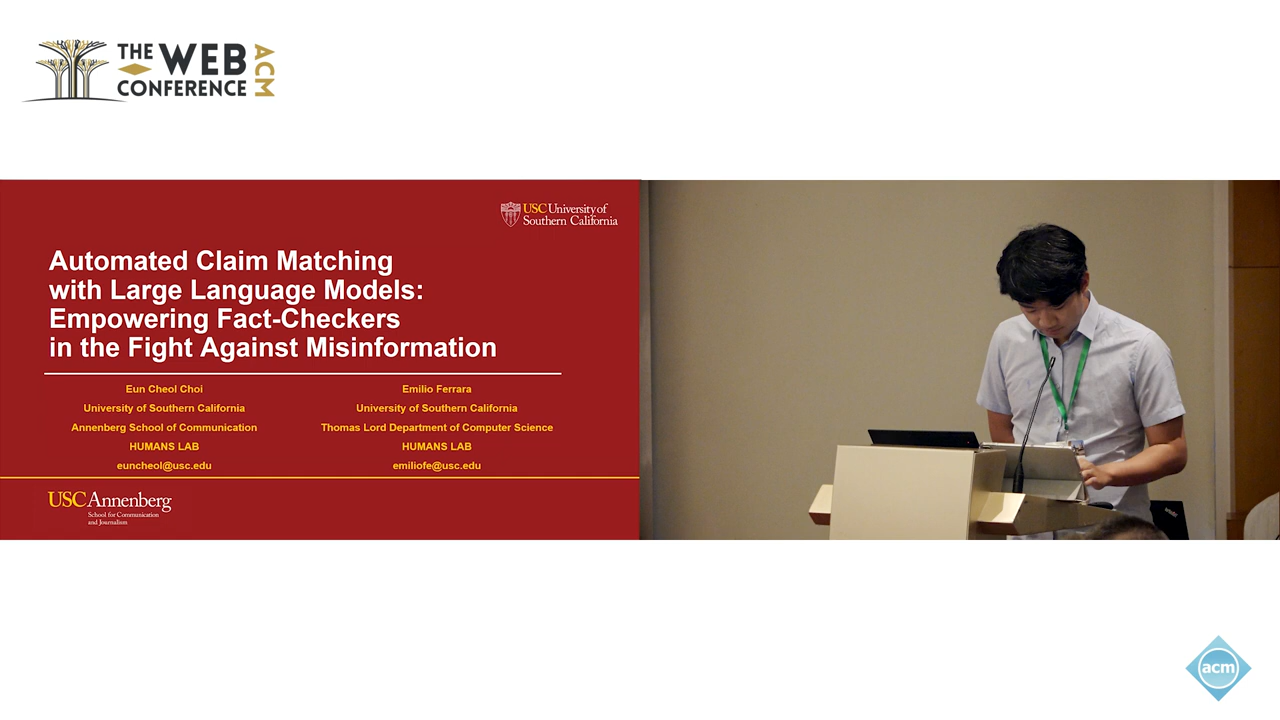 THE WEB CONFERENCE ACM
USC University of
Southern California
Automated Claim Matching
with Large Language Models:
Empowering Fact-Checkers
in the Fight Against Misinformation
Eun Cheol Choi
University of Southern California
Annenberg School of Communication
HUMANS LAB
euncheol@usc.edu
Emilio Ferrara
University of Southern California
Thomas Lord Department of Computer Science
HUMANS LAB
emiliofe@usc.edu
USC Annenberg
School for Communication
and Journalism
acm